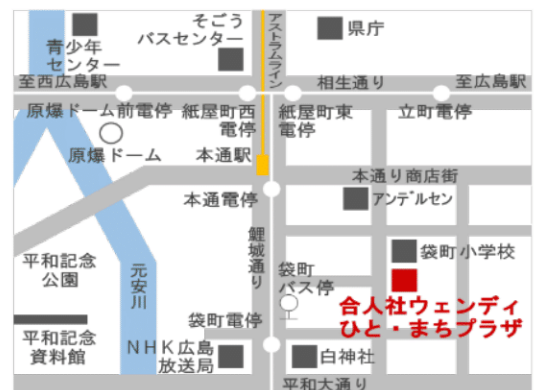 そごう
バスセンター
アストラムライン
県庁
青少年
センター
至西広島駅
相生通り
至広島駅
原爆ドーム前電停
紙屋町西
電停
紙屋町東
電停
立町電停
原爆ドーム
本通駅
本通り商店街
本通電停
アンデルセン
鯉城通り
袋町小学校
平和記念
公園
元安川
袋町
バス停
合人社ウェンディ
ひと・まちプラザ
袋町電停
平和記念
資料館
NHK広島
放送局
白神社
平和大通り